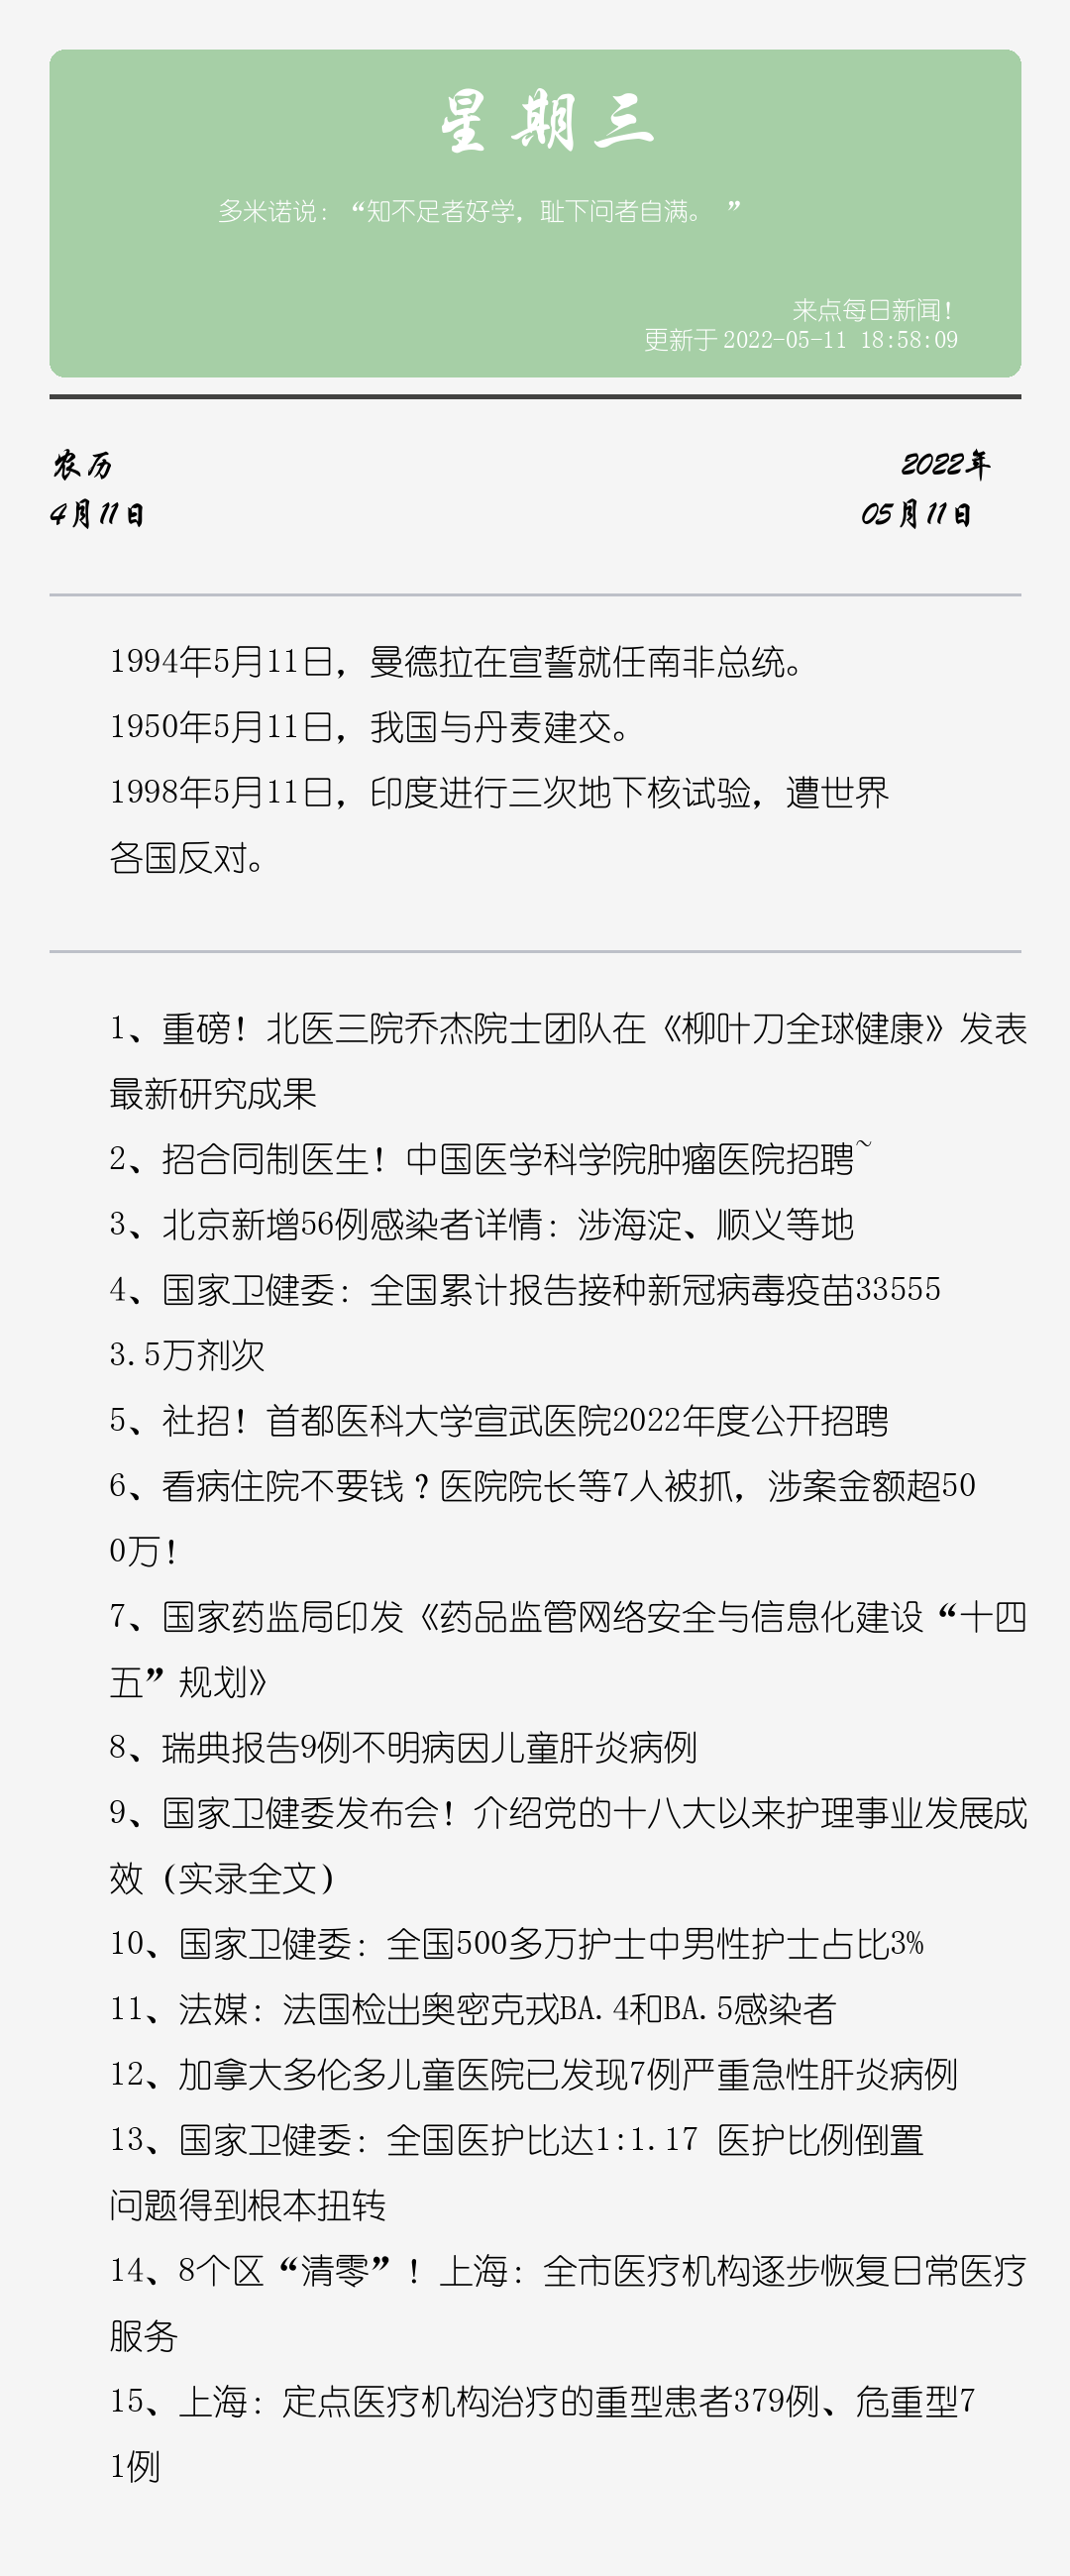 星期三
多米诺说：“知不足者好学，耻下问者自满。 ”
来点每日新闻！
更新于 2022-05-11 18:58:09
农历
2022年
4月11日
05月11日
1994年5月11日，曼德拉在宣誓就任南非总统。
1950年5月11日，我国与丹麦建交。
1998年5月11日，印度进行三次地下核试验，遭世界
各国反对。
1、重磅！北医三院乔杰院士团队在《柳叶刀全球健康》发表
最新研究成果
2、招合同制医生！中国医学科学院肿瘤医院招聘~
3、北京新增56例感染者详情：涉海淀、顺义等地
4、国家卫健委：全国累计报告接种新冠病毒疫苗33555
3.5万剂次
5、社招！首都医科大学宣武医院2022年度公开招聘
6、看病住院不要钱？医院院长等7人被抓，涉案金额超50
0万！
7、国家药监局印发《药品监管网络安全与信息化建设“十四
五”规划》
8、瑞典报告9例不明病因儿童肝炎病例
9、国家卫健委发布会！介绍党的十八大以来护理事业发展成
效（实录全文）
10、国家卫健委：全国500多万护士中男性护士占比3%
11、法媒：法国检出奥密克戎BA.4和BA.5感染者
12、加拿大多伦多儿童医院已发现7例严重急性肝炎病例
13、国家卫健委：全国医护比达1:1.17 医护比例倒置
问题得到根本扭转
14、8个区“清零”！上海：全市医疗机构逐步恢复日常医疗
服务
15、上海：定点医疗机构治疗的重型患者379例、危重型7
1例